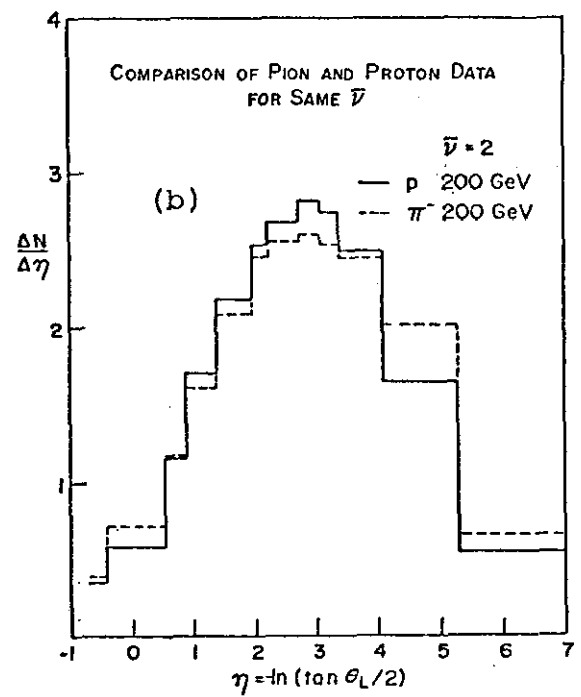 4
COMPARISON OF PION AND PROTON DATA
FOR SAME ν̅
ν̅ = 2
3
(b)
p 200 GeV
π⁻ 200 GeV
ΔN
Δη
2
1
-1 0 1 2 3 4 5 6 7
η=-ln (tan θL/2)